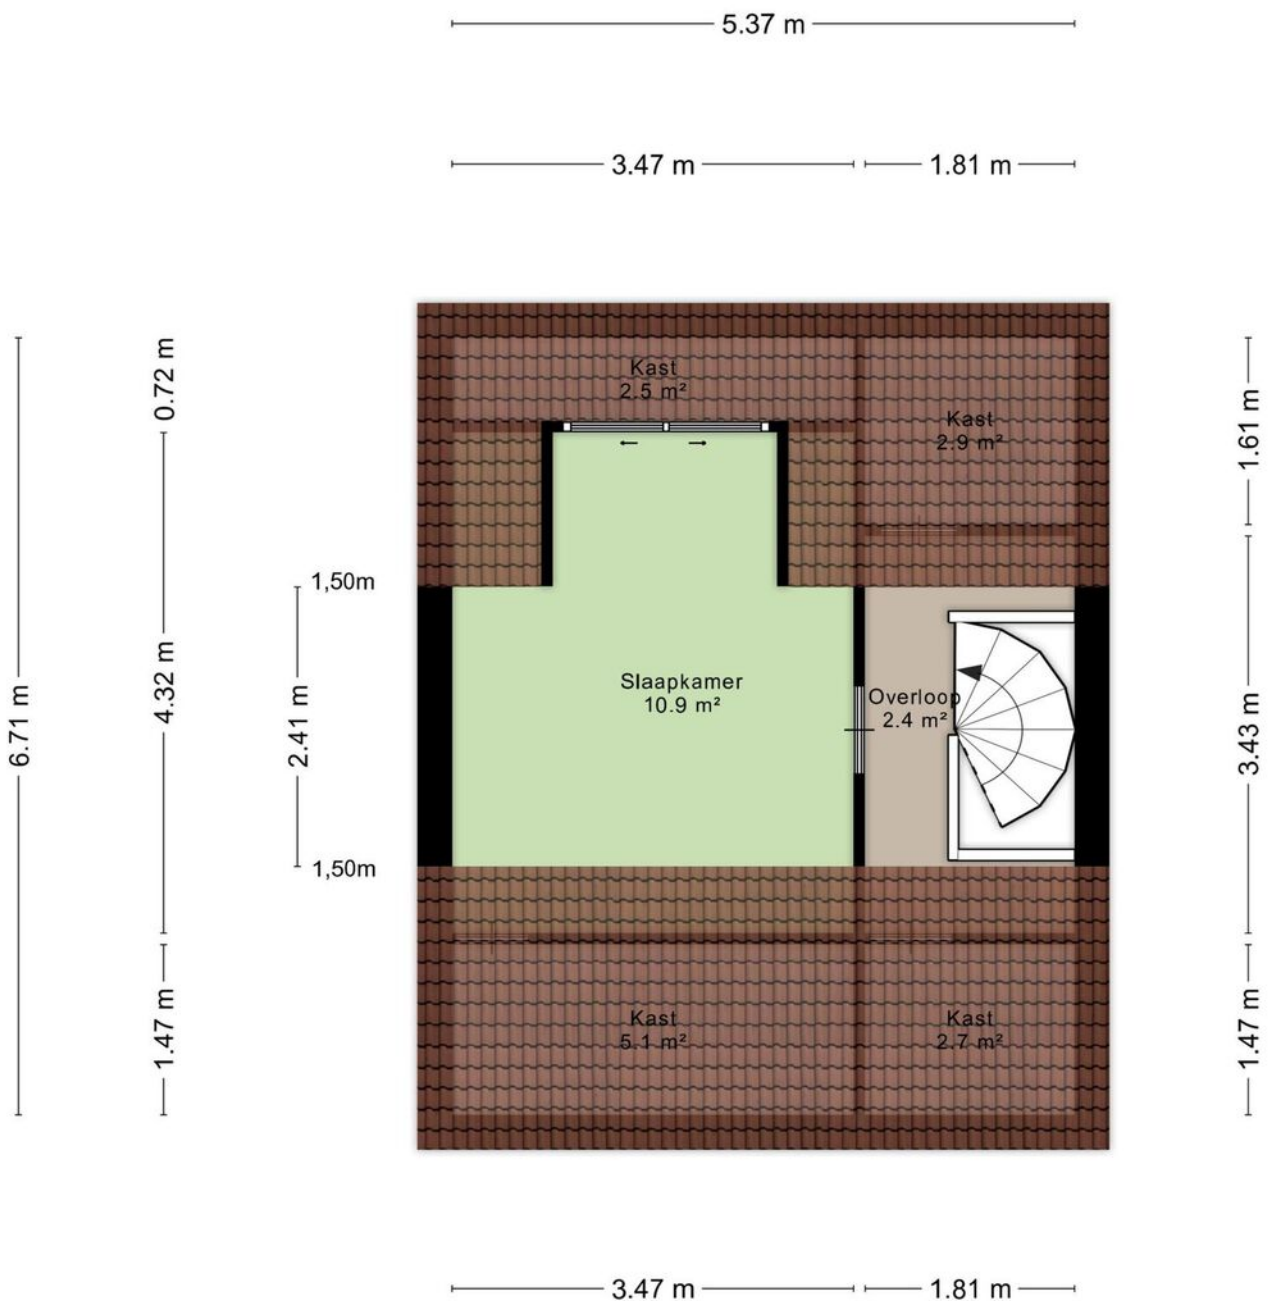 5.37 m
3.47 m
1.81 m
0.72 m
4.32 m
1.47 m
6.71 m
2.41 m
1,50m
1,50m
Kast
2.5 m²
Kast
2.9 m²
Slaapkamer
10.9 m²
Overloop
2.4 m²
Kast
5.1 m²
Kast
2.7 m²
1.61 m
3.43 m
1.47 m
3.47 m
1.81 m